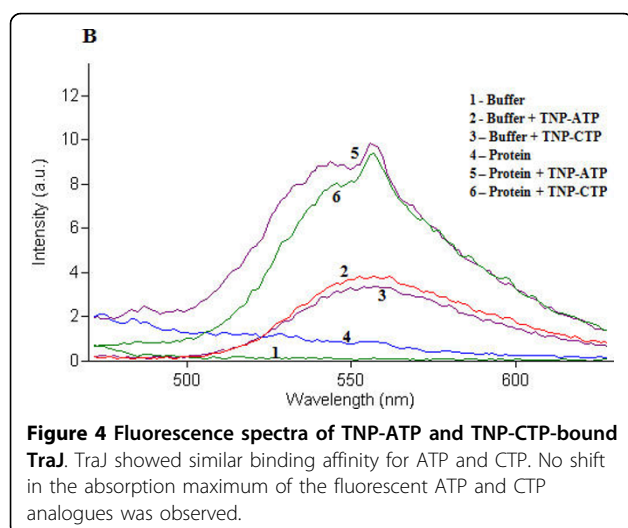 B
12
10
8
6
4
2
0
Intensity (a.u.)
1 - Buffer
2 - Buffer + TNP-ATP
3 - Buffer + TNP-CTP
4 – Protein
5 – Protein + TNP-ATP
6 – Protein + TNP-CTP
5
6
2
3
4
1
500
550
600
Wavelength (nm)
Figure 4 Fluorescence spectra of TNP-ATP and TNP-CTP-bound
TraJ. TraJ showed similar binding affinity for ATP and CTP. No shift
in the absorption maximum of the fluorescent ATP and CTP
analogues was observed.